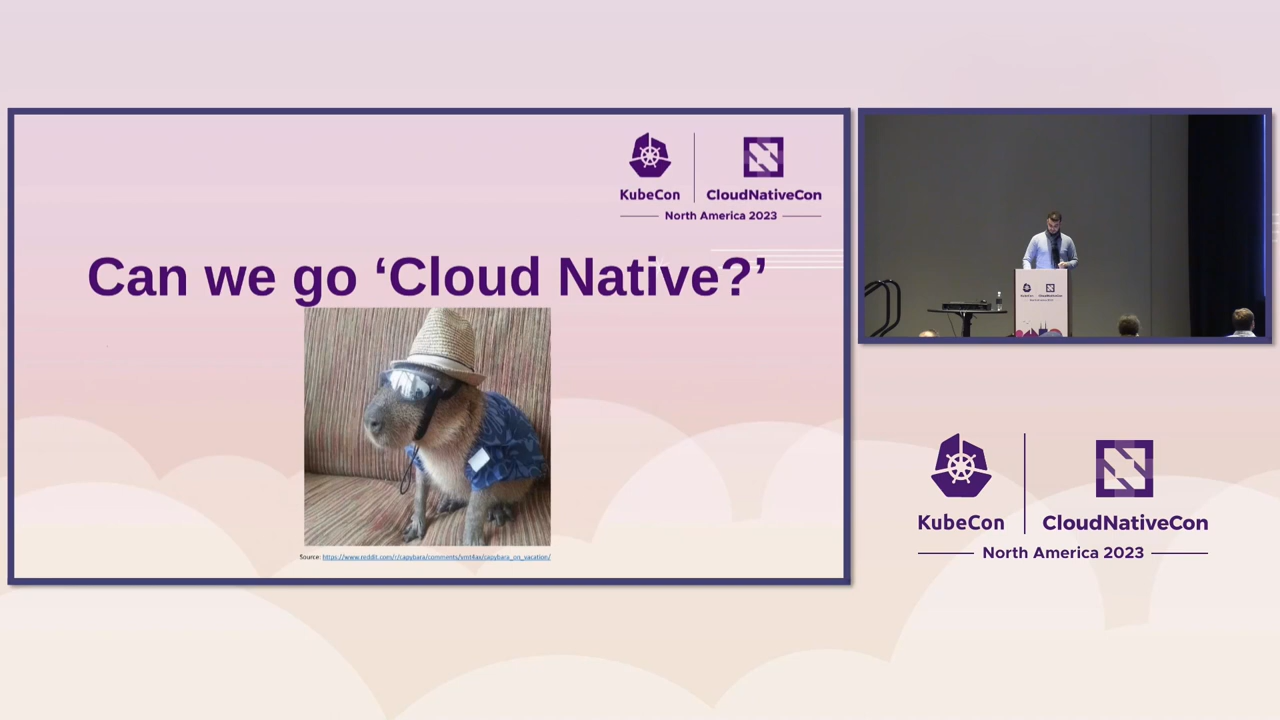 KubeCon
CloudNativeCon
North America 2023
Can we go ‘Cloud Native?’
Source: https://www.reddit.com/r/capybara/comments/ymt4ax/capybara_on_vacation/
KubeCon
CloudNativeCon
North America 2023